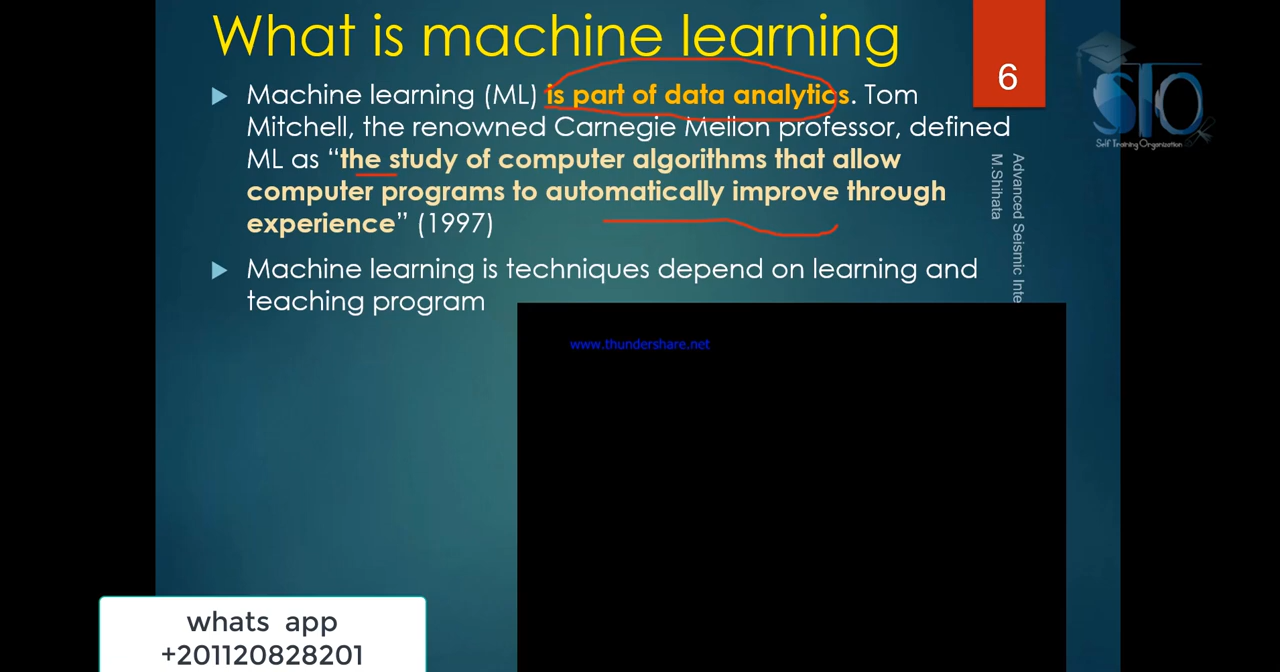 What is machine learning
6
Machine learning (ML) is part of data analytics. Tom
Mitchell, the renowned Carnegie Mellon professor, defined
ML as “the study of computer algorithms that allow
computer programs to automatically improve through
experience” (1997)
Machine learning is techniques depend on learning and
teaching program
STO
Self Training Organization
Advanced Seismic Inte
M.Shihata
www.thundershare.net
whats app
+201120828201